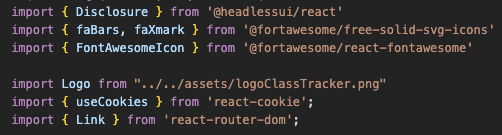 import { Disclosure } from '@headlessui/react'
import { faBars, faXmark } from '@fortawesome/free-solid-svg-icons'
import { FontAwesomeIcon } from '@fortawesome/react-fontawesome'
import Logo from "../../assets/logoClassTracker.png"
import { useCookies } from 'react-cookie';
import { Link } from 'react-router-dom';